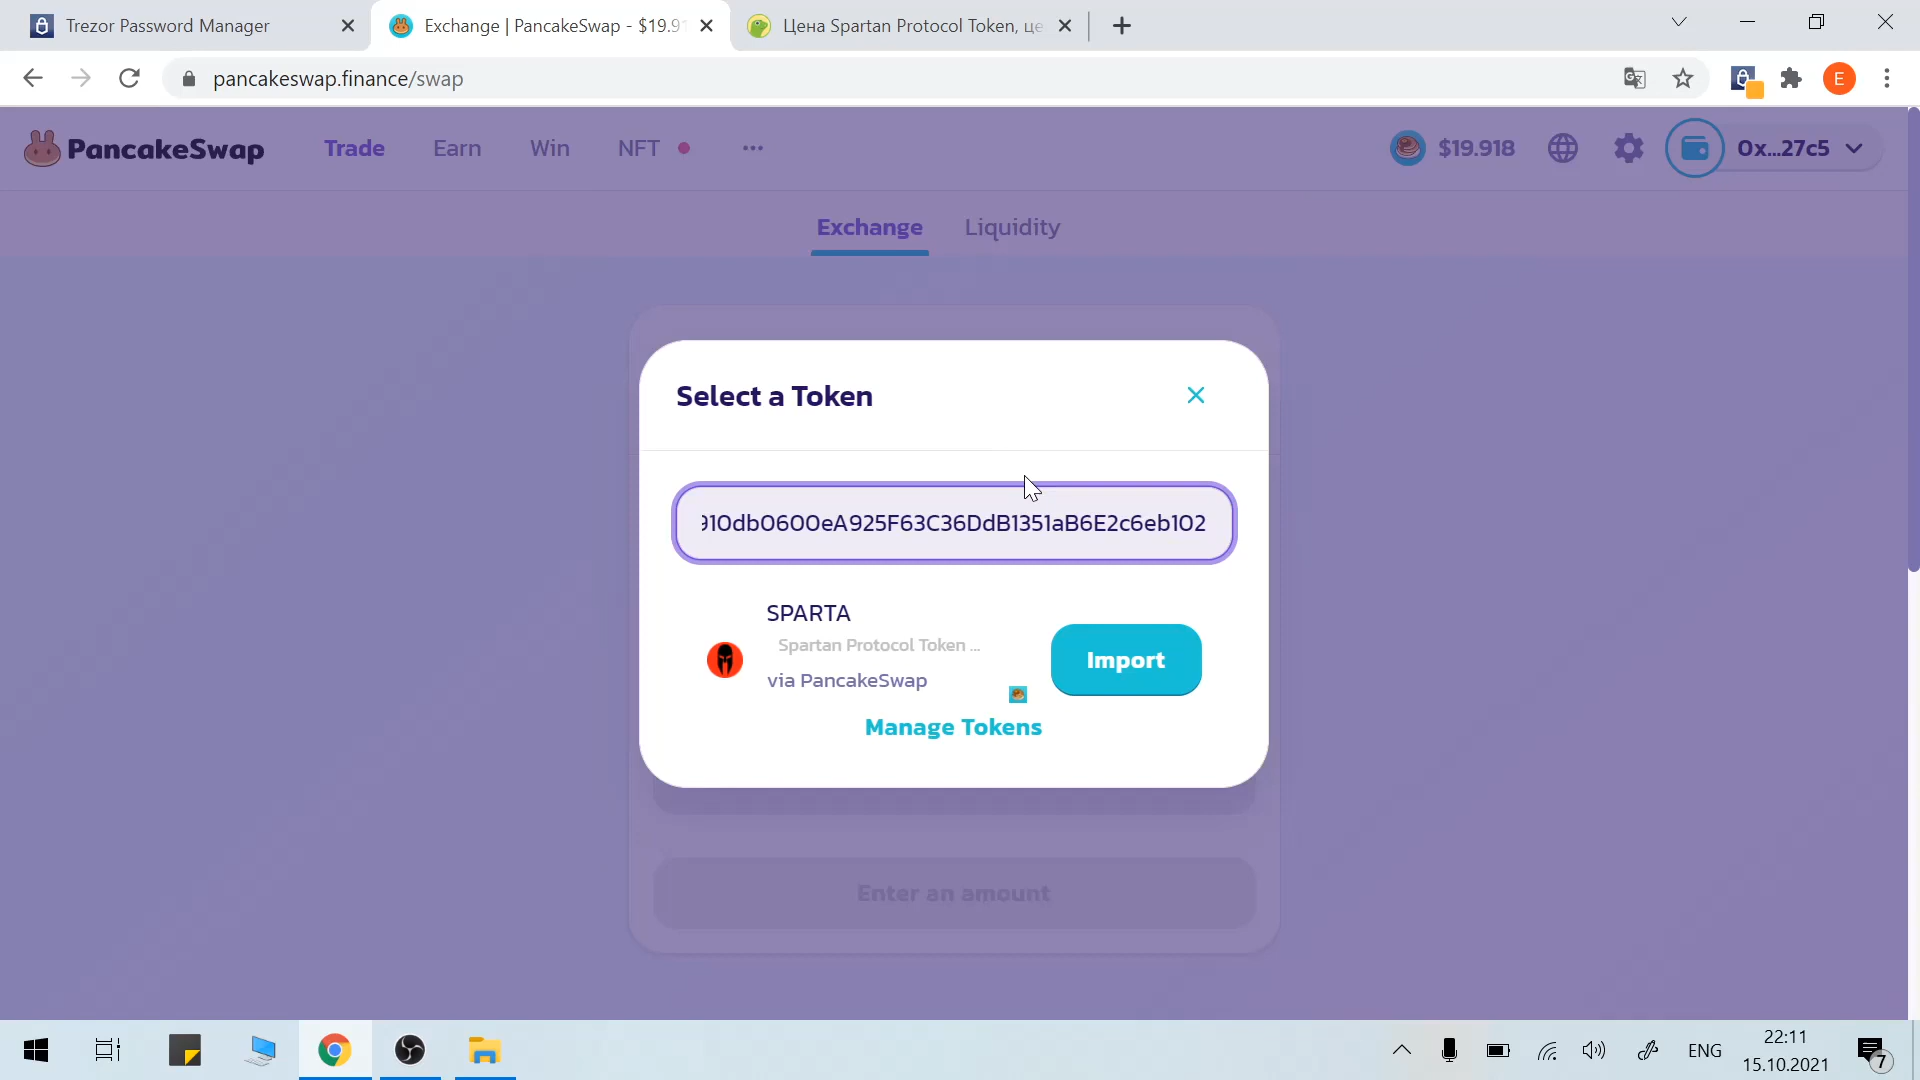 Trezor Password Manager
Exchange | PancakeSwap - $19.91
Цена Spartan Protocol Token, це
pancakeswap.finance/swap
E
PancakeSwap
Trade
Earn
Win
NFT
$19.918
0x...27c5
Exchange
Liquidity
Select a Token
910db0600eA925F63C36DdB1351aB6E2c6eb102
SPARTA
Spartan Protocol Token ...
via PancakeSwap
Import
Manage Tokens
Enter an amount
ENG
22:11
15.10.2021
7